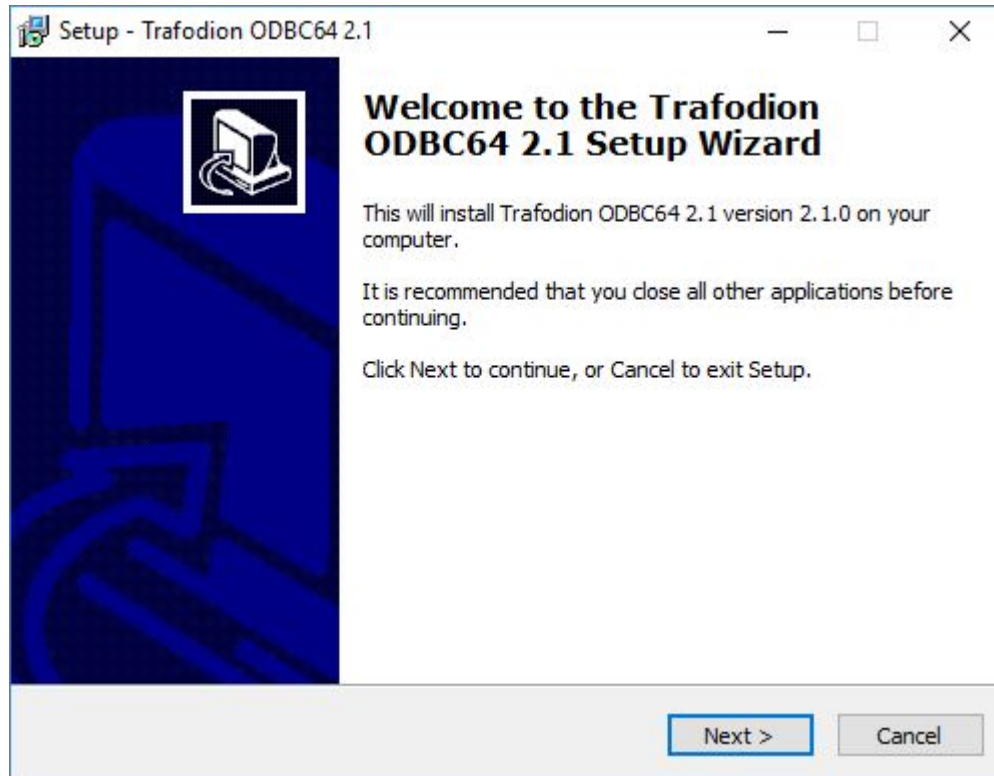 Setup - Trafodion ODBC64 2.1
Welcome to the Trafodion
ODBC64 2.1 Setup Wizard
This will install Trafodion ODBC64 2.1 version 2.1.0 on your
computer.
It is recommended that you close all other applications before
continuing.
Click Next to continue, or Cancel to exit Setup.
Next >
Cancel